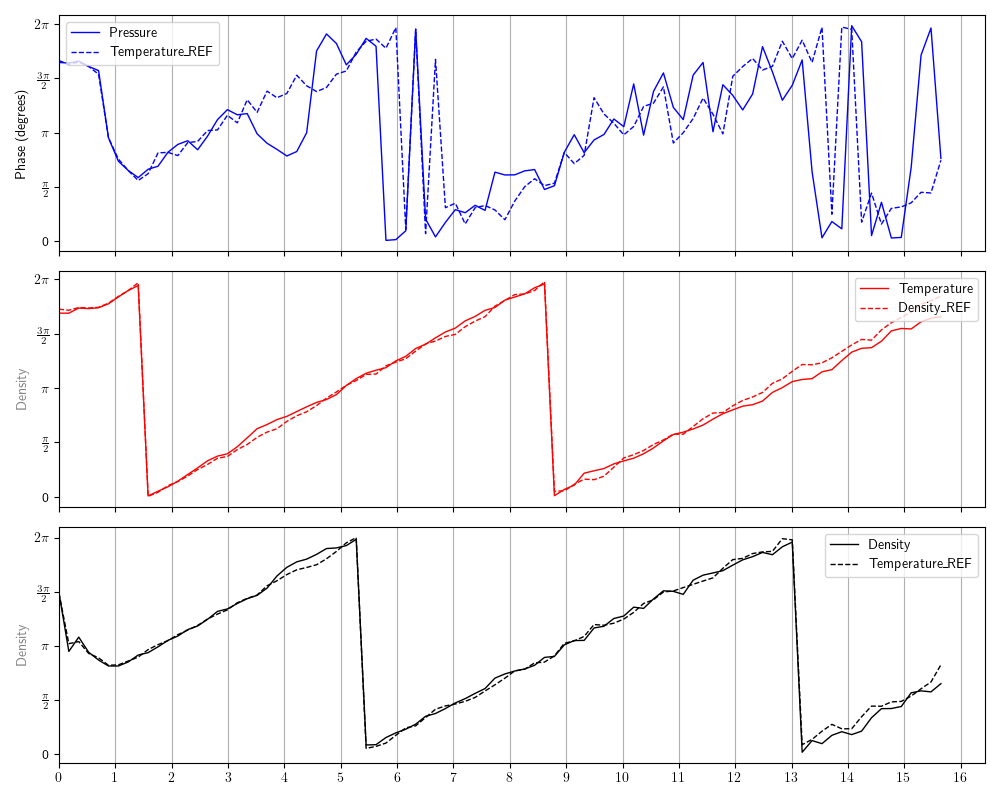 2π
3π/2
π
π/2
0
Phase (degrees)
Pressure
Temperature_REF
2π
3π/2
π
π/2
0
Density
Temperature
Density_REF
2π
3π/2
π
π/2
0
Density
Density
Temperature_REF
0 1 2 3 4 5 6 7 8 9 10 11 12 13 14 15 16